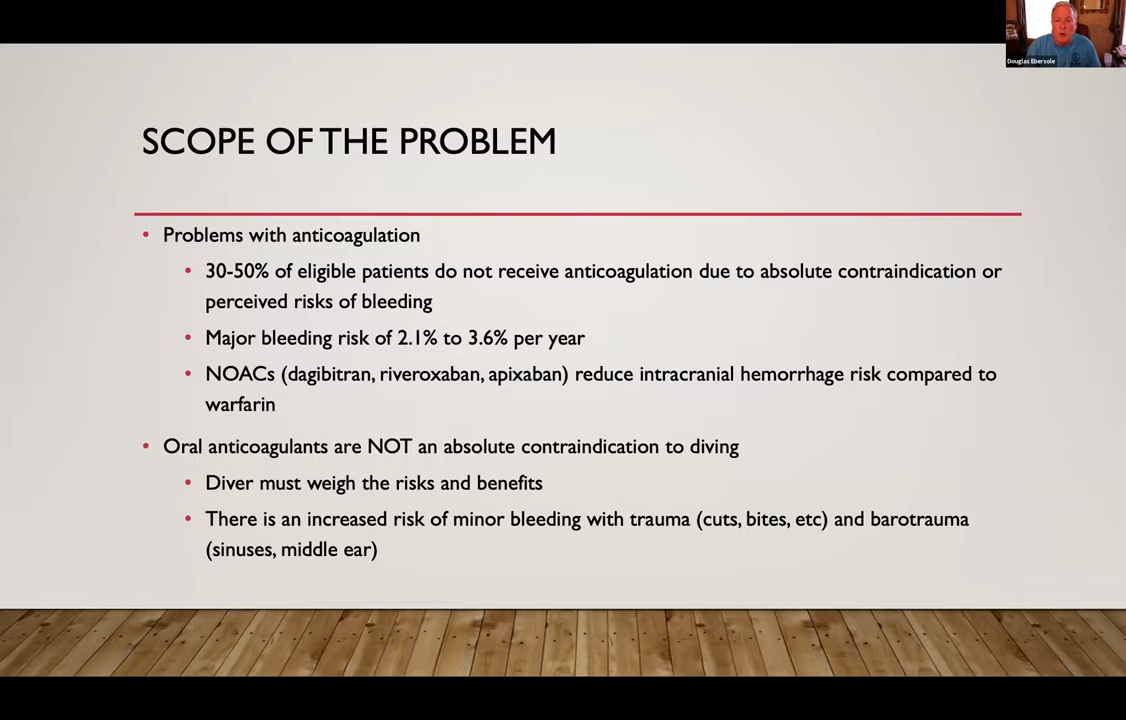 Douglas Ebersole
SCOPE OF THE PROBLEM
• Problems with anticoagulation
• 30-50% of eligible patients do not receive anticoagulation due to absolute contraindication or
perceived risks of bleeding
• Major bleeding risk of 2.1% to 3.6% per year
• NOACs (dagibitran, riveroxaban, apixaban) reduce intracranial hemorrhage risk compared to
warfarin
• Oral anticoagulants are NOT an absolute contraindication to diving
• Diver must weigh the risks and benefits
• There is an increased risk of minor bleeding with trauma (cuts, bites, etc) and barotrauma
(sinuses, middle ear)